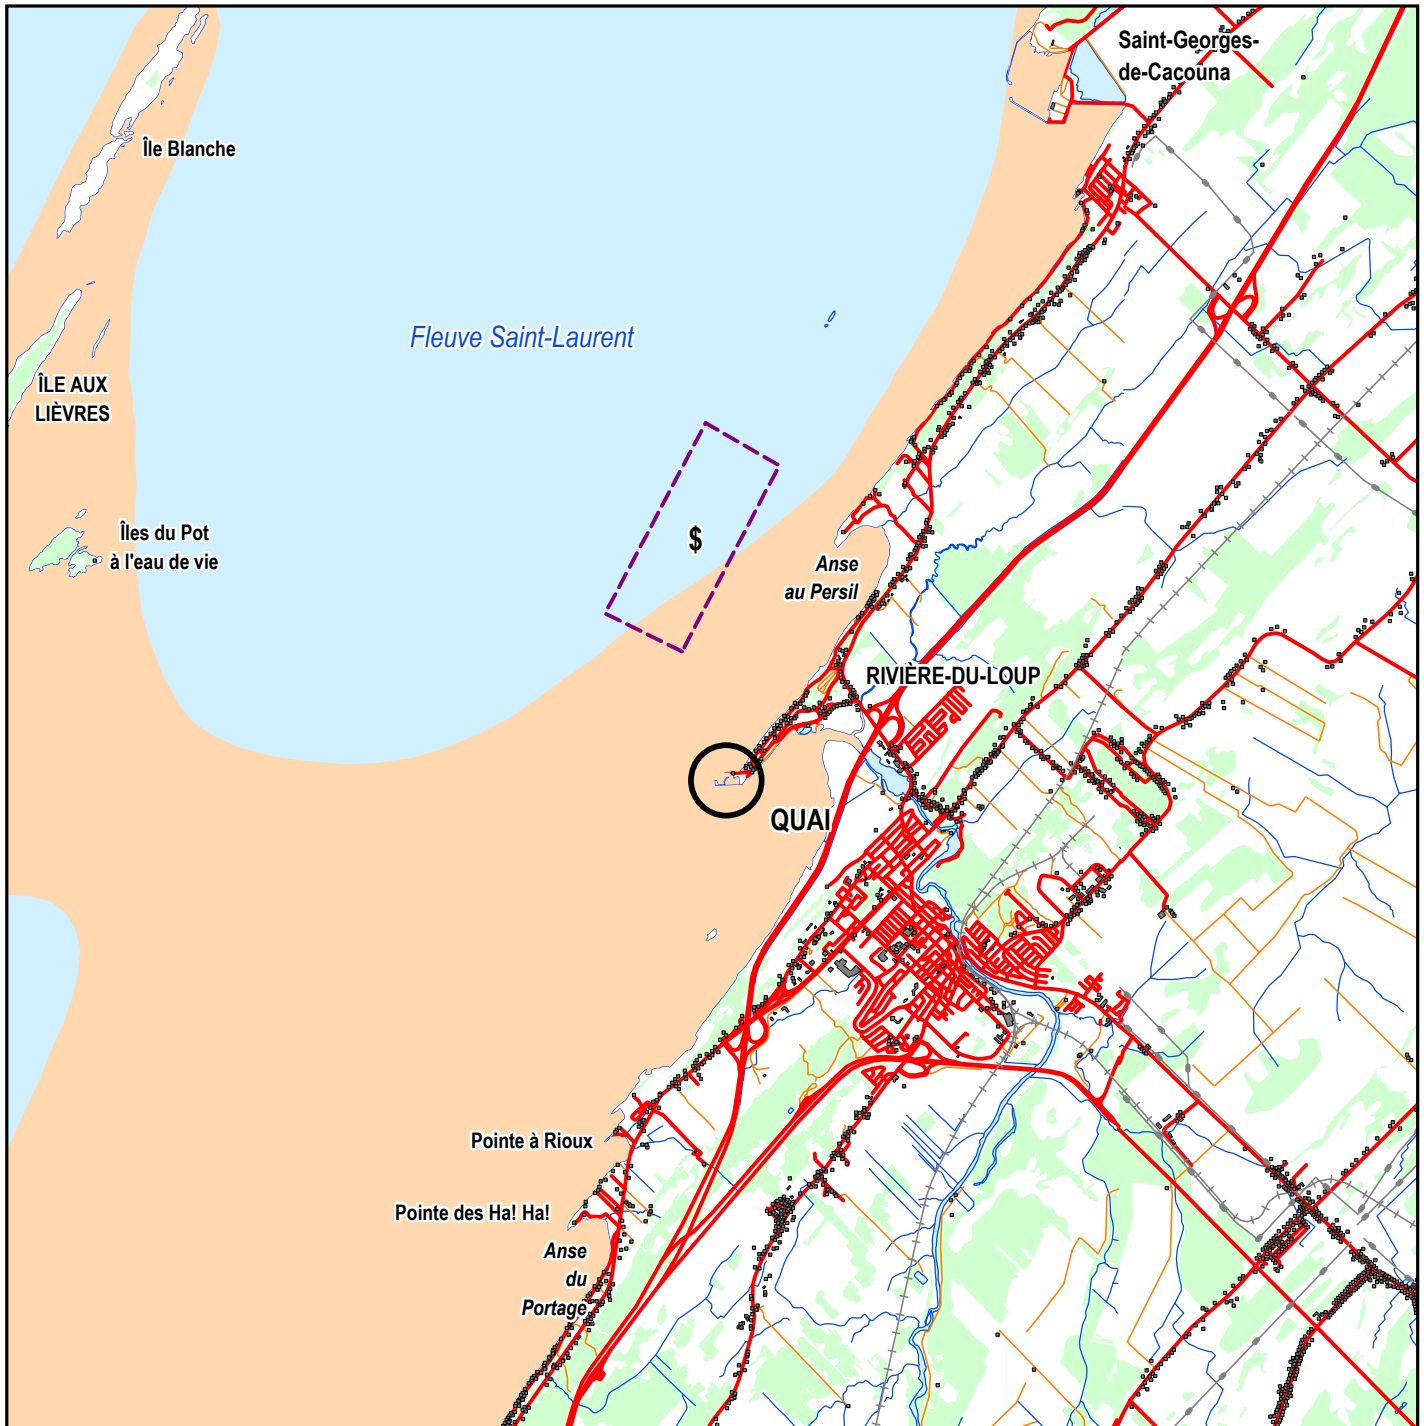 Saint-Georges-
de-Cacouna
Île Blanche
Fleuve Saint-Laurent
ÎLE AUX
LIÈVRES
Îles du Pot
à l'eau de vie
$
Anse
au Persil
RIVIÈRE-DU-LOUP
QUAI
Pointe à Rioux
Pointe des Ha! Ha!
Anse
du
Portage